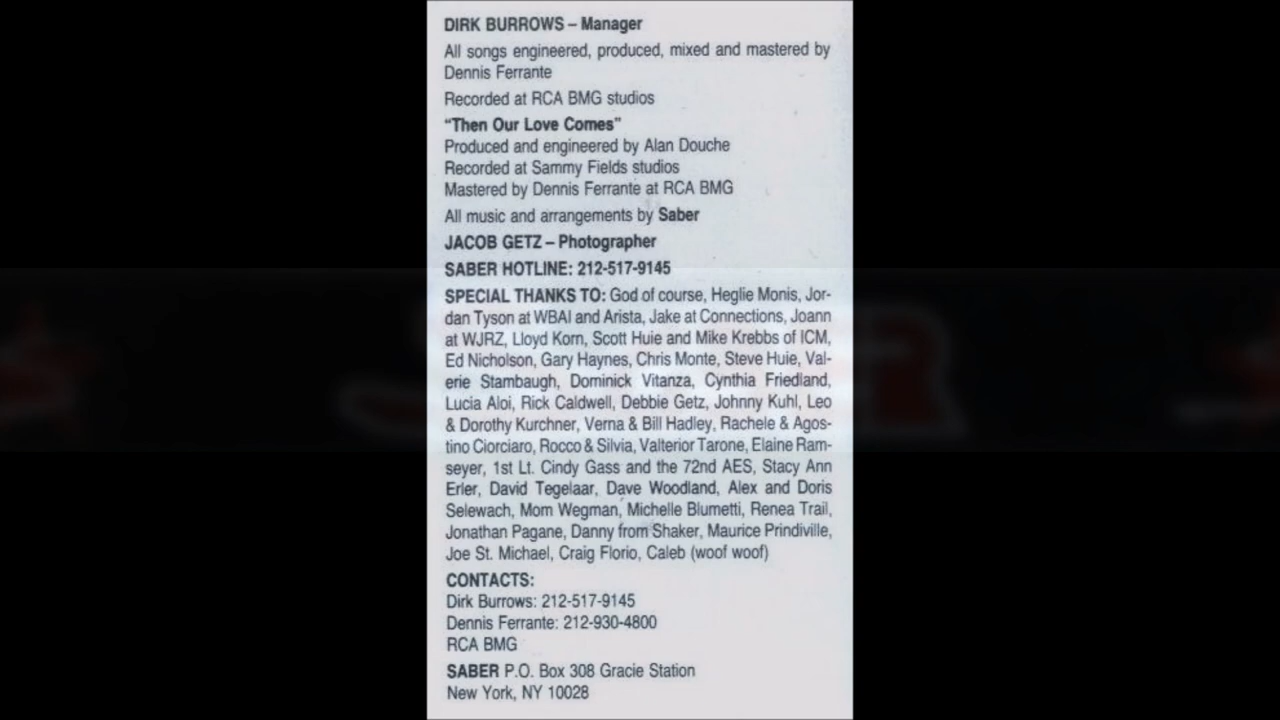 DIRK BURROWS – Manager
All songs engineered, produced, mixed and mastered by
Dennis Ferrante
Recorded at RCA BMG studios
“Then Our Love Comes”
Produced and engineered by Alan Douche
Recorded at Sammy Fields studios
Mastered by Dennis Ferrante at RCA BMG
All music and arrangements by Saber
JACOB GETZ – Photographer
SABER HOTLINE: 212-517-9145
SPECIAL THANKS TO: God of course, Heglie Monis, Jor-
dan Tyson at WBAI and Arista, Jake at Connections, Joann
at WJRZ, Lloyd Korn, Scott Huie and Mike Krebbs of ICM,
Ed Nicholson, Gary Haynes, Chris Monte, Steve Huie, Val-
erie Stambaugh, Dominick Vitanza, Cynthia Friedland,
Lucia Aloi, Rick Caldwell, Debbie Getz, Johnny Kuhl, Leo
& Dorothy Kurchner, Verna & Bill Hadley, Rachele & Agos-
tino Ciorciaro, Rocco & Silvia, Valterior Tarone, Elaine Ram-
seyer, 1st Lt. Cindy Gass and the 72nd AES, Stacy Ann
Erler, David Tegelaar, Dave Woodland, Alex and Doris
Selewach, Mom Wegman, Michelle Blumetti, Renea Trail,
Jonathan Pagane, Danny from Shaker, Maurice Prindiville,
Joe St. Michael, Craig Florio, Caleb (woof woof)
CONTACTS:
Dirk Burrows: 212-517-9145
Dennis Ferrante: 212-930-4800
RCA BMG
SABER P.O. Box 308 Gracie Station
New York, NY 10028